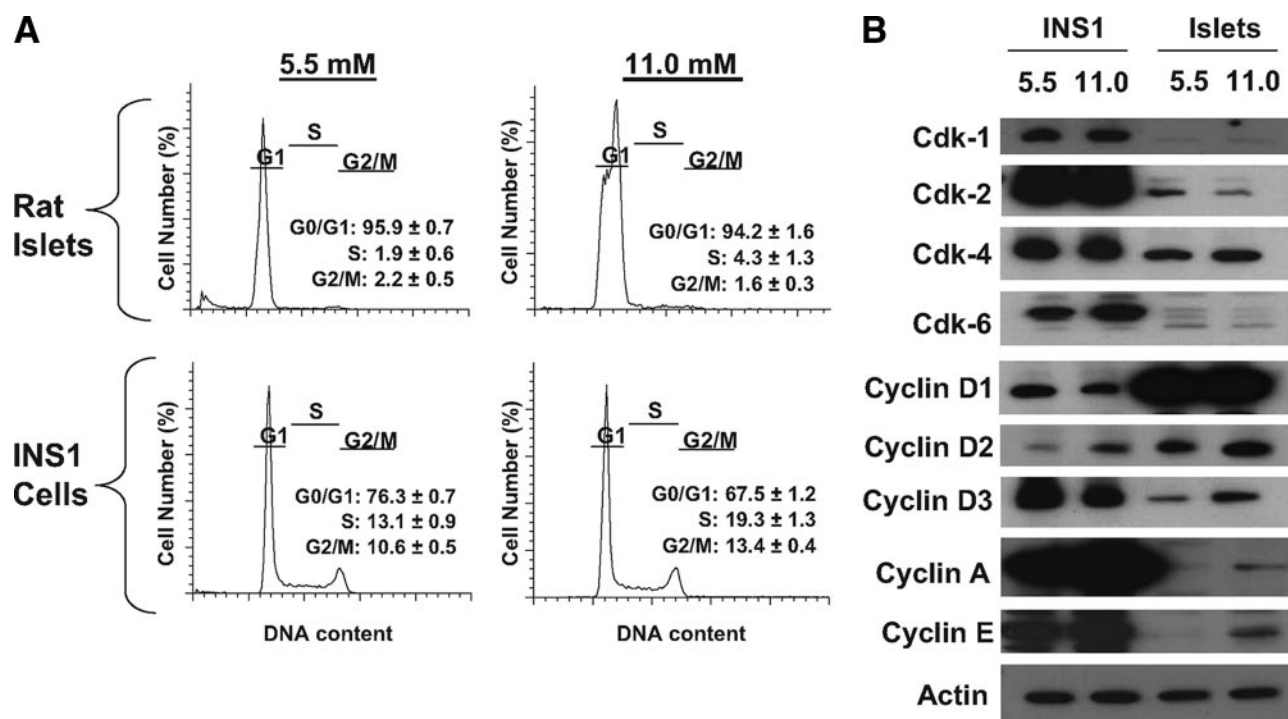 A
5.5 mM
11.0 mM
Rat
Islets
Cell Number (%)
S
G1
G2/M
G0/G1: 95.9 ± 0.7
S: 1.9 ± 0.6
G2/M: 2.2 ± 0.5
Cell Number (%)
S
G1
G2/M
G0/G1: 94.2 ± 1.6
S: 4.3 ± 1.3
G2/M: 1.6 ± 0.3
INS1
Cells
Cell Number (%)
S
G1
G2/M
G0/G1: 76.3 ± 0.7
S: 13.1 ± 0.9
G2/M: 10.6 ± 0.5
DNA content
Cell Number (%)
S
G1
G2/M
G0/G1: 67.5 ± 1.2
S: 19.3 ± 1.3
G2/M: 13.4 ± 0.4
DNA content
B
INS1 Islets
5.5 11.0 5.5 11.0
Cdk-1
Cdk-2
Cdk-4
Cdk-6
Cyclin D1
Cyclin D2
Cyclin D3
Cyclin A
Cyclin E
Actin